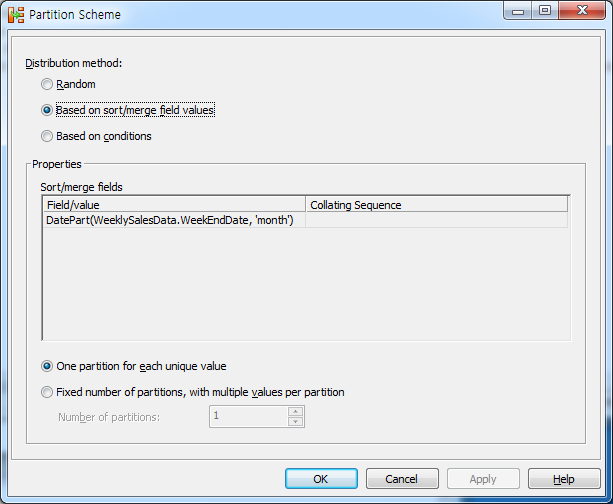 Partition Scheme
Distribution method:
Random
Based on sort/merge field values
Based on conditions
Properties
Sort/merge fields
Field/value Collating Sequence
DatePart(WeeklySalesData.WeekEndDate, 'month')
One partition for each unique value
Fixed number of partitions, with multiple values per partition
Number of partitions: 1
OK Cancel Apply Help